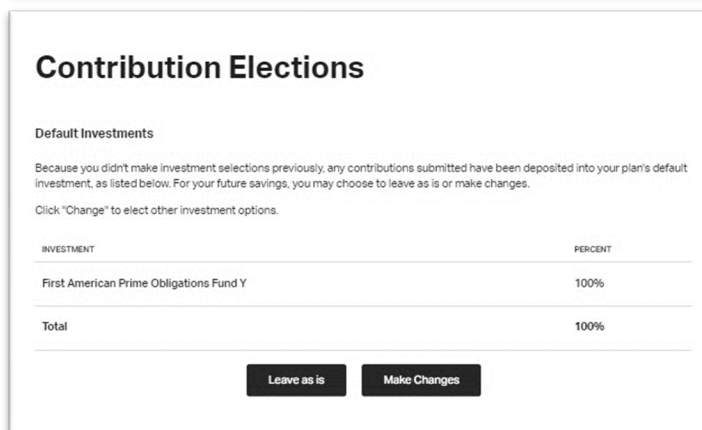 Contribution Elections
Default Investments
Because you didn't make investment selections previously, any contributions submitted have been deposited into your plan's default
investment, as listed below. For your future savings, you may choose to leave as is or make changes.
Click "Change" to elect other investment options.
INVESTMENT PERCENT
First American Prime Obligations Fund Y 100%
Total 100%
Leave as is Make Changes